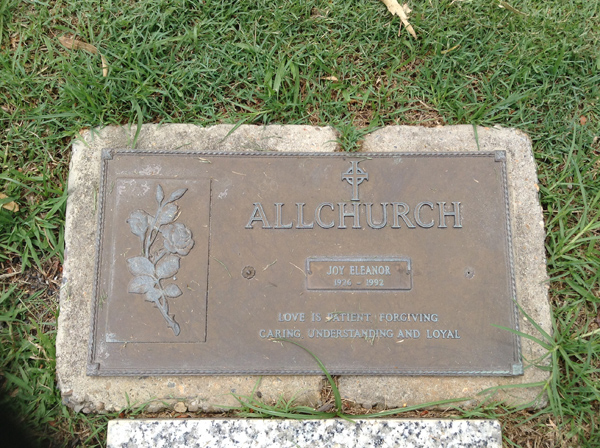 ALLCHURCH
JOY ELEANOR
1926 - 1992
LOVE IS PATIENT FORGIVING
CARING UNDERSTANDING AND LOYAL